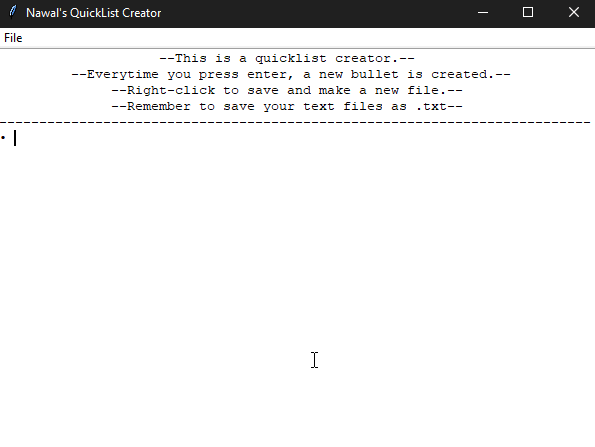 Nawal's QuickList Creator
File
--This is a quicklist creator.--
--Everytime you press enter, a new bullet is created.--
--Right-click to save and make a new file.--
--Remember to save your text files as .txt--
--------------------------------------------------------------------------
•